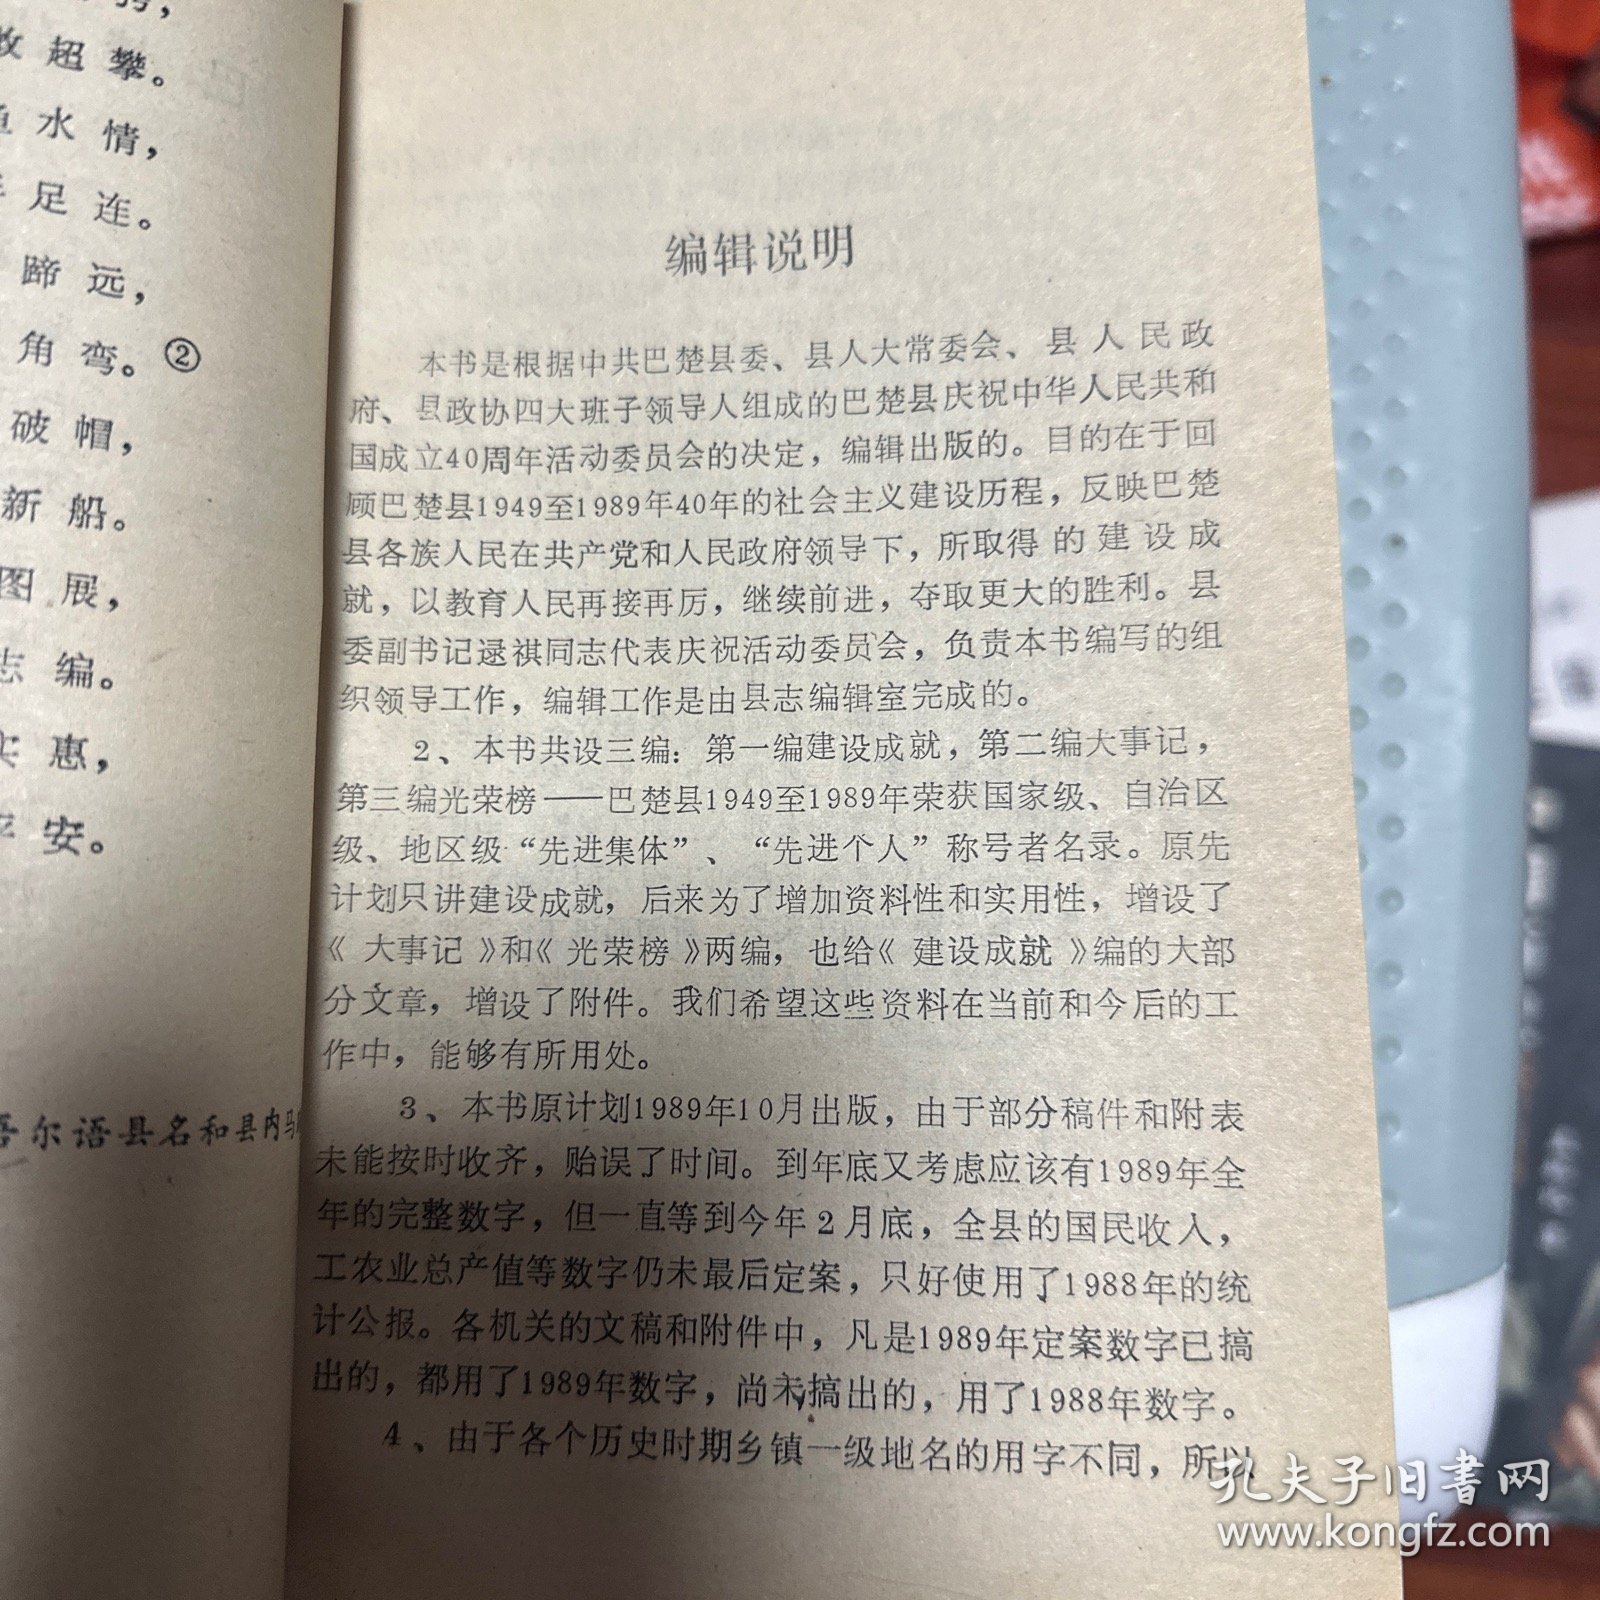 超攀。
水情，
足连。
蹄远，
角弯。②
破帽，
新船。
图展，
志编。
惠，
安。
尔语县名和县内马
编辑说明
本书是根据中共巴楚县委、县人大常委会、县人民政
府、县政协四大班子领导人组成的巴楚县庆祝中华人民共和
国成立40周年活动委员会的决定，编辑出版的。目的在于回
顾巴楚县1949至1989年40年的社会主义建设历程，反映巴楚
县各族人民在共产党和人民政府领导下，所取得的建设成
就，以教育人民再接再厉，继续前进，夺取更大的胜利。县
委副书记逯祺同志代表庆祝活动委员会，负责本书编写的组
织领导工作，编辑工作是由县志编辑室完成的。
2、本书共设三编：第一编建设成就，第二编大事记，
第三编光荣榜——巴楚县1949至1989年荣获国家级、自治区
级、地区级“先进集体”、“先进个人”称号者名录。原先
计划只讲建设成就，后来为了增加资料性和实用性，增设了
《大事记》和《光荣榜》两编，也给《建设成就》编的大部
分文章，增设了附件。我们希望这些资料在当前和今后的工
作中，能够有所用处。
3、本书原计划1989年10月出版，由于部分稿件和附表
未能按时收齐，贻误了时间。到年底又考虑应该有1989年全
年的完整数字，但一直等到今年2月底，全县的国民收人，
工农业总产值等数字仍未最后定案，只好使用了1988年的统
计公报。各机关的文稿和附件中，凡是1989年定案数字已搞
出的，都用了1989年数字，尚未搞出的，用了1988年数字。
4、由于各个历史时期乡镇一级地名的用字不同，所以
孔夫子旧书网
www.kongfz.com